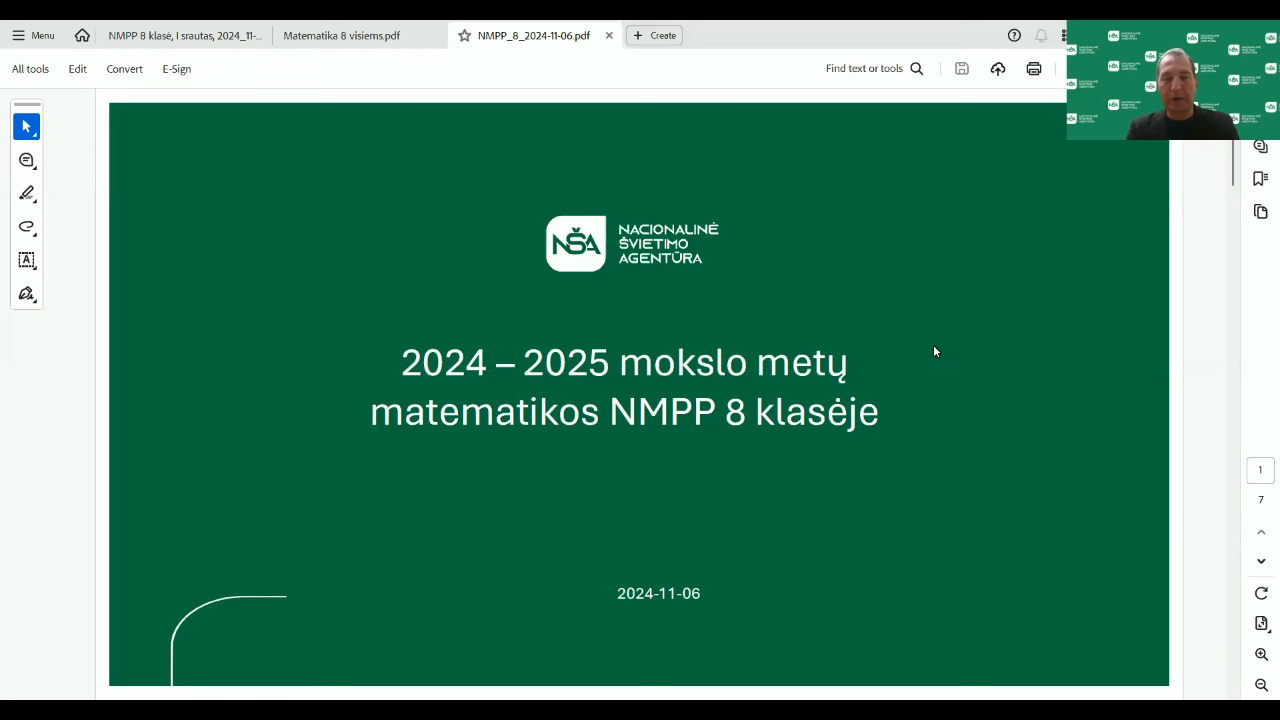 Menu
NMPP 8 klasė, I srautas, 2024_11-...
Matematika 8 visiems.pdf
NMPP_8_2024-11-06.pdf
Create
All tools
Edit
Convert
E-Sign
Find text or tools
NŠA
NACIONALINĖ
ŠVIETIMO
AGENTŪRA
2024 – 2025 mokslo metų
matematikos NMPP 8 klasėje
2024-11-06
1
7